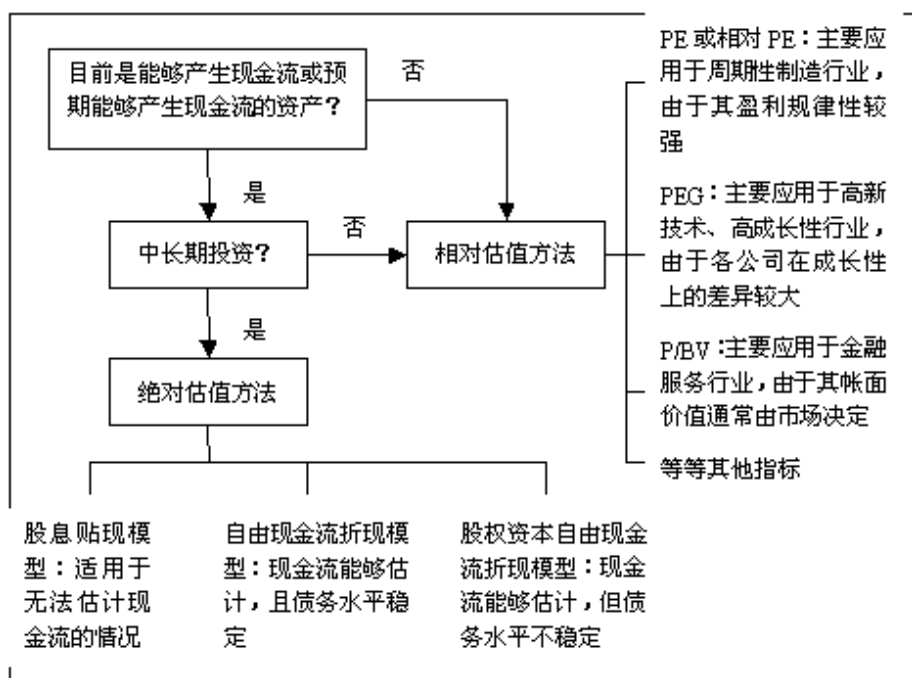 目前是能够产生现金流或预
期能够产生现金流的资产？
否
是
中长期投资？
否
相对估值方法
是
绝对估值方法
PE 或相对 PE：主要应
用于周期性制造行业，
由于其盈利规律性较
强
PEG：主要应用于高新
技术、高成长性行业，
由于各公司在成长性
上的差异较大
P/BV：主要应用于金融
服务行业，由于其帐面
价值通常由市场决定
等等其他指标
股息贴现模
型：适用于
无法估计现
金流的情况
自由现金流折现模
型：现金流能够估
计，且债务水平稳
定
股权资本自由现金
流折现模型：现金
流能够估计，但债
务水平不稳定